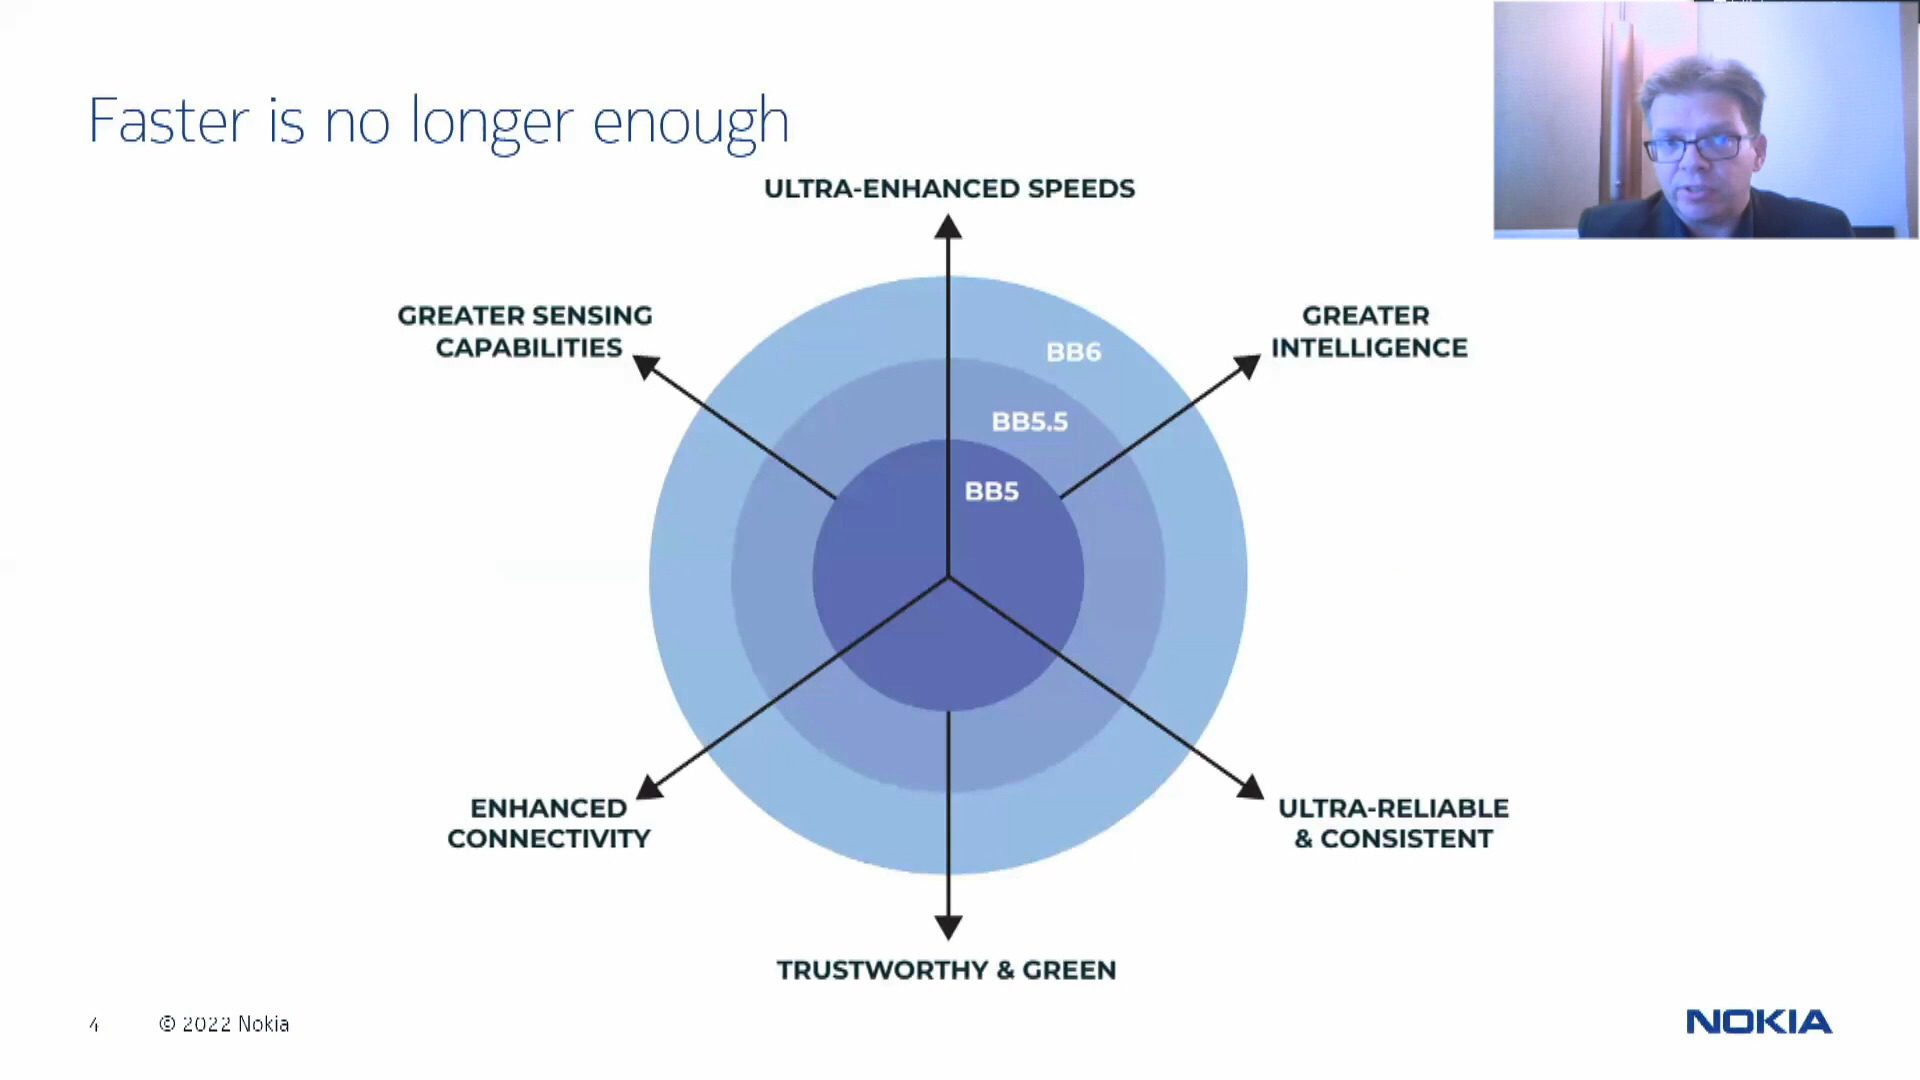 Faster is no longer enough
ULTRA-ENHANCED SPEEDS
GREATER SENSING
CAPABILITIES
GREATER
INTELLIGENCE
BB6
BB5.5
BB5
ENHANCED
CONNECTIVITY
ULTRA-RELIABLE
& CONSISTENT
TRUSTWORTHY & GREEN
4
© 2022 Nokia
NOKIA